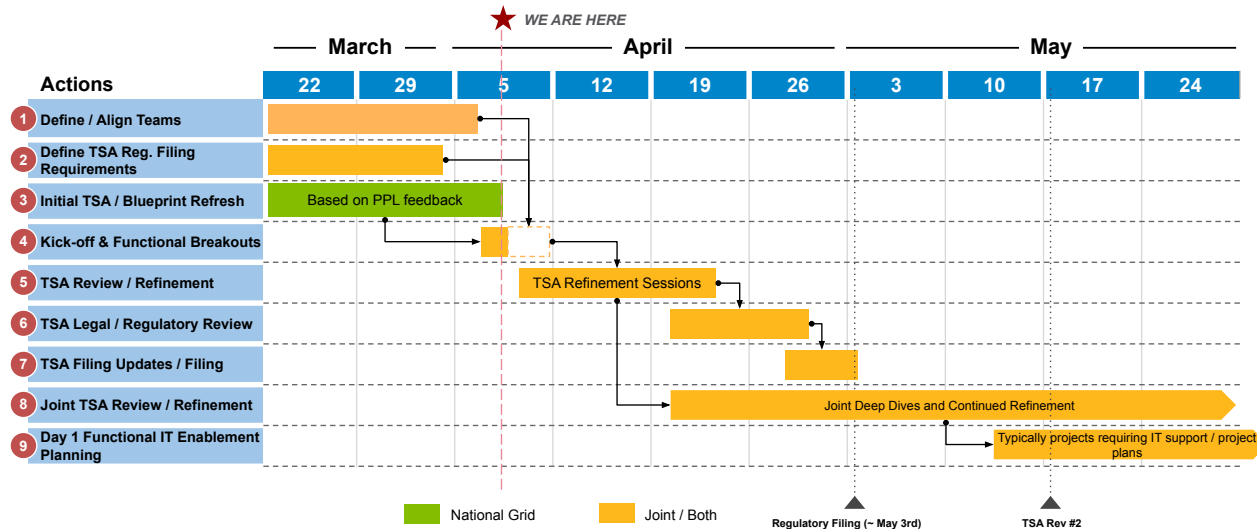 WE ARE HERE
March April May
Actions 22 29 5 12 19 26 3 10 17 24
1 Define / Align Teams
2 Define TSA Reg. Filing
Requirements
3 Initial TSA / Blueprint Refresh Based on PPL feedback
4 Kick-off & Functional Breakouts
5 TSA Review / Refinement TSA Refinement Sessions
6 TSA Legal / Regulatory Review
7 TSA Filing Updates / Filing
8 Joint TSA Review / Refinement Joint Deep Dives and Continued Refinement
9 Day 1 Functional IT Enablement
Planning
Typically projects requiring IT support / project
plans
National Grid Joint / Both
Regulatory Filing (~ May 3rd) TSA Rev #2